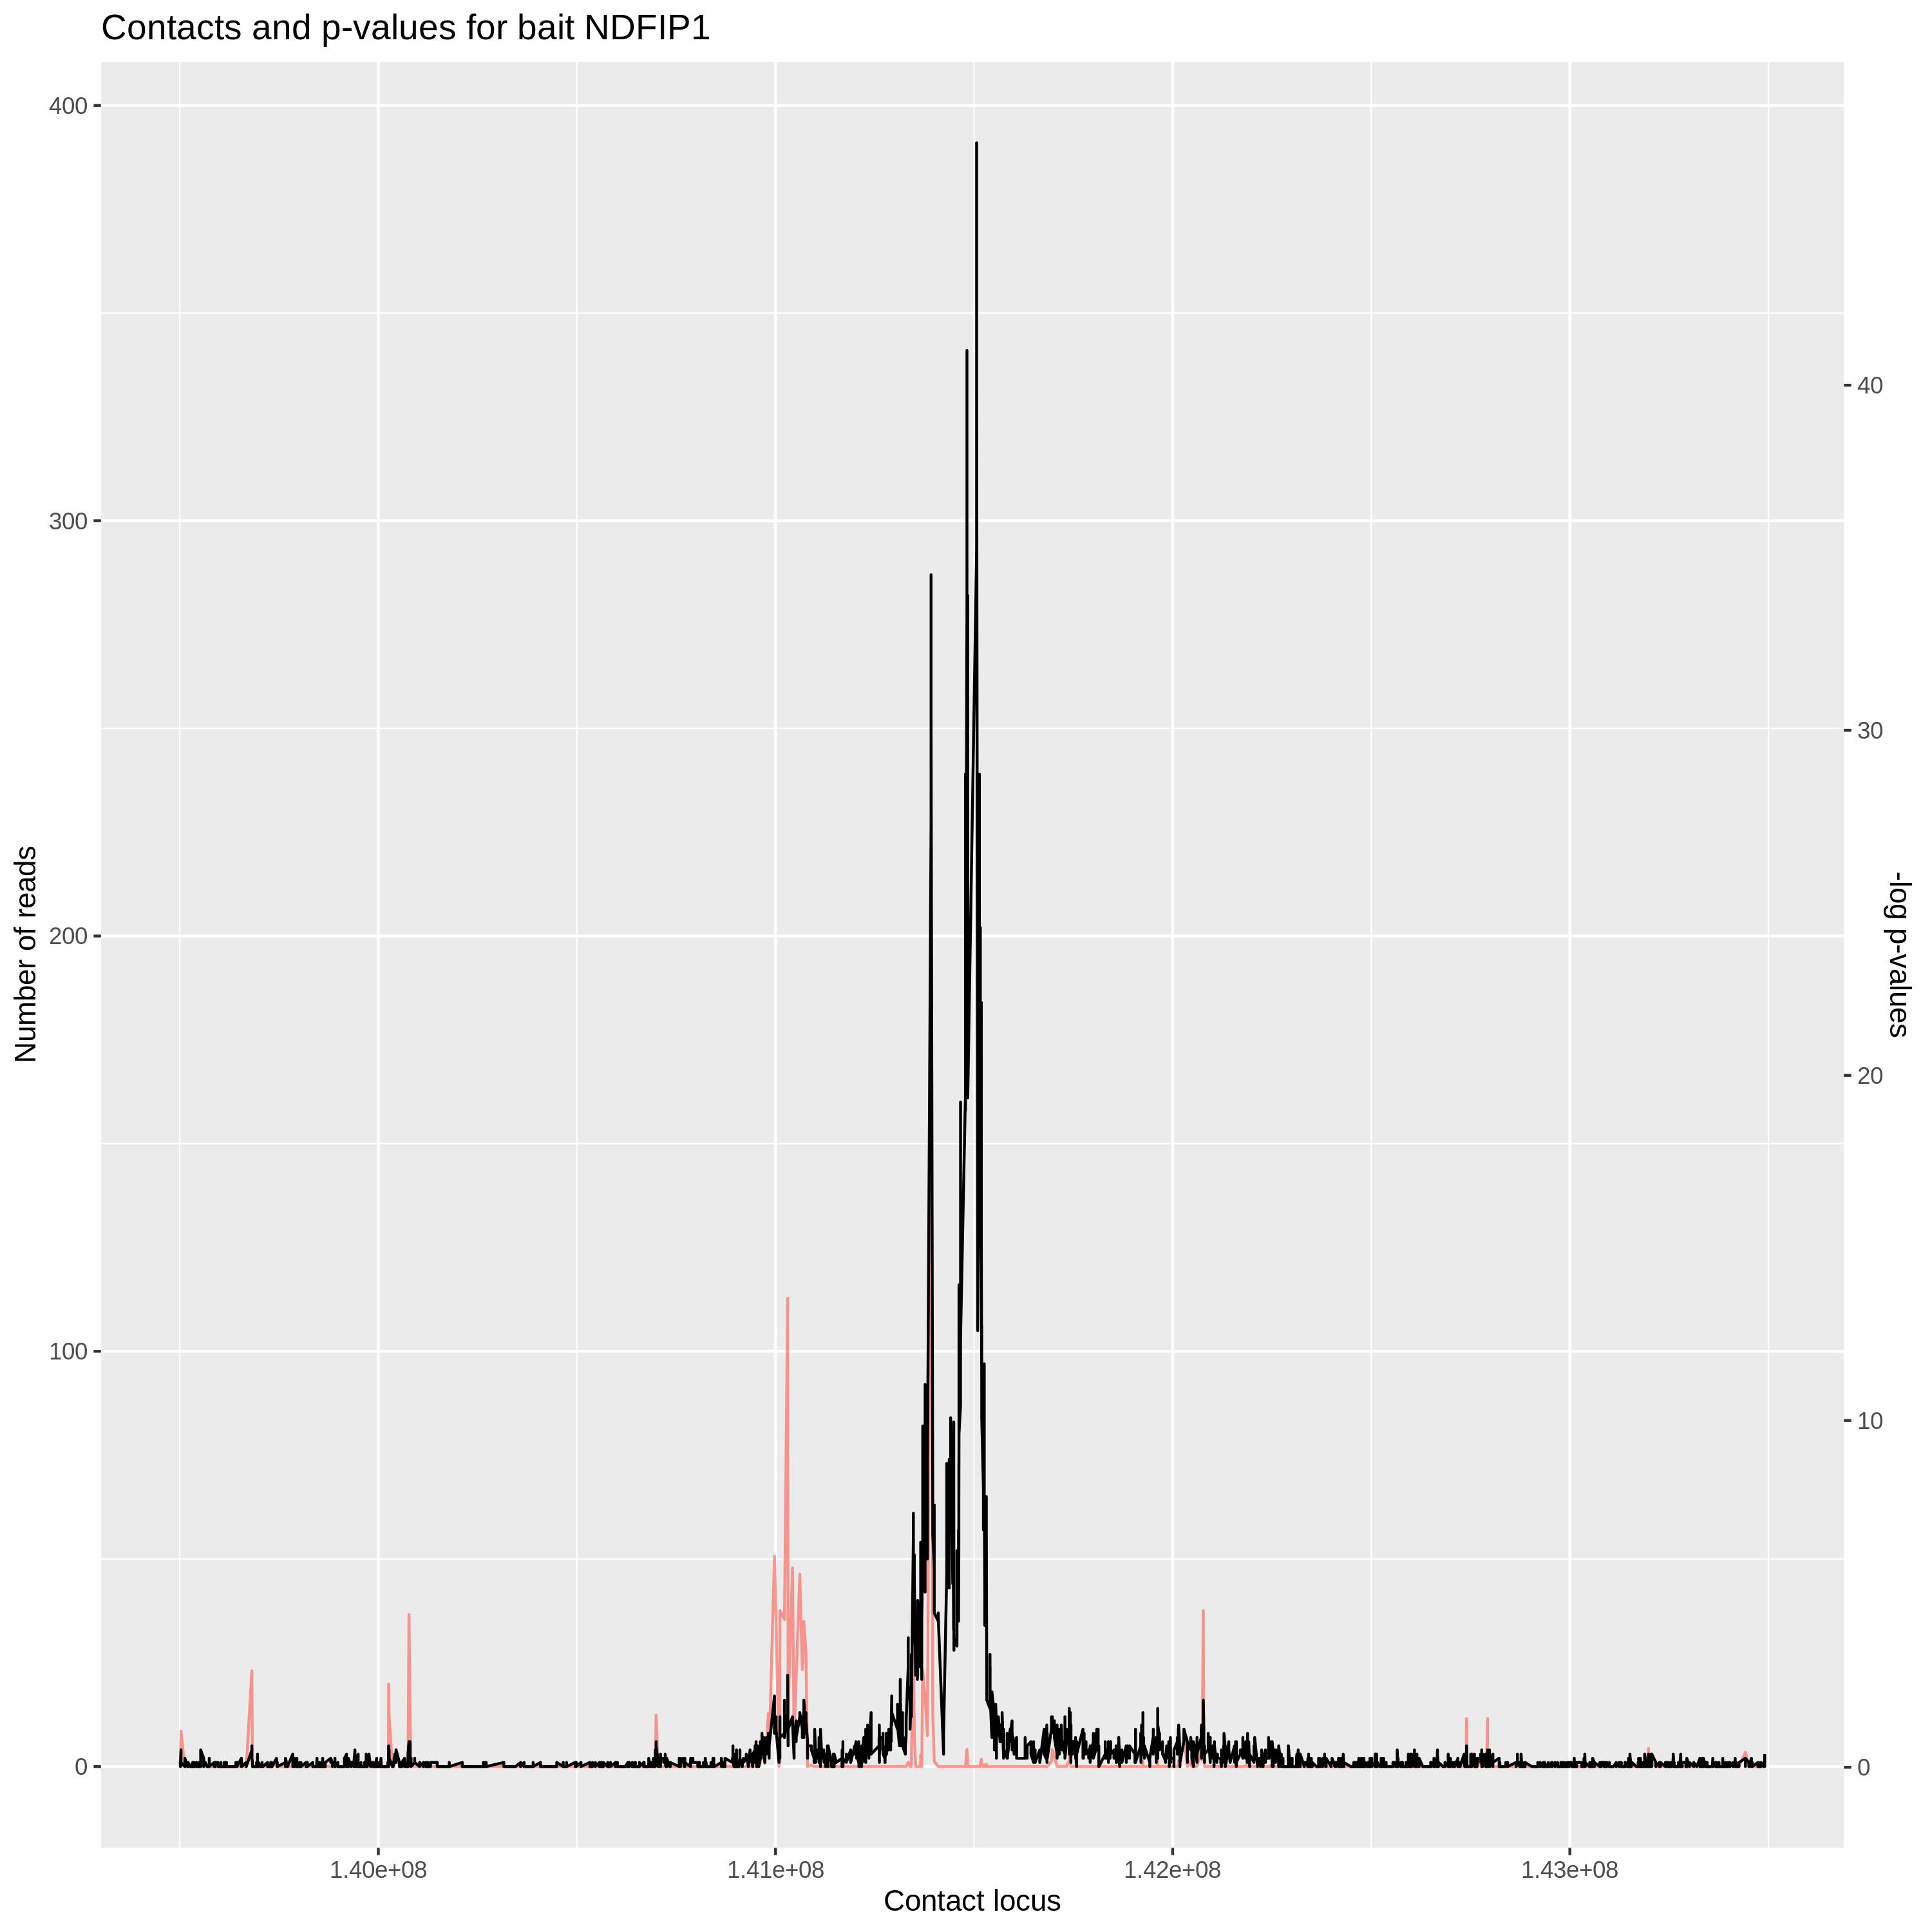 Contacts and p-values for bait NDFIP1
400
300
200
100
0
Number of reads
40
30
20
10
0
-log p-values
1.40e+08 1.41e+08 1.42e+08 1.43e+08
Contact locus